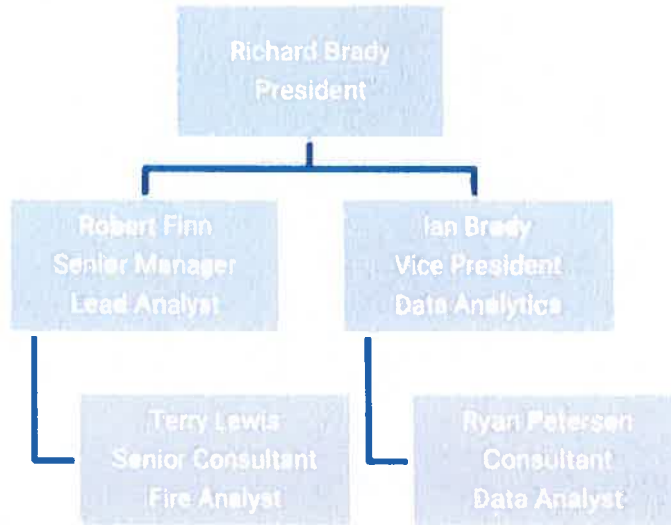 Richard Brady
President
Robert Finn
Senior Manager
Lead Analyst
Ian Brady
Vice President
Data Analytics
Terry Lewis
Senior Consultant
Fire Analyst
Ryan Peterson
Consultant
Data Analyst